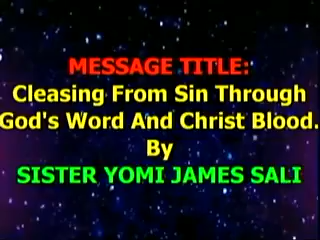 MESSAGE TITLE:
Cleasing From Sin Through
God's Word And Christ Blood.
By
SISTER YOMI JAMES SALI